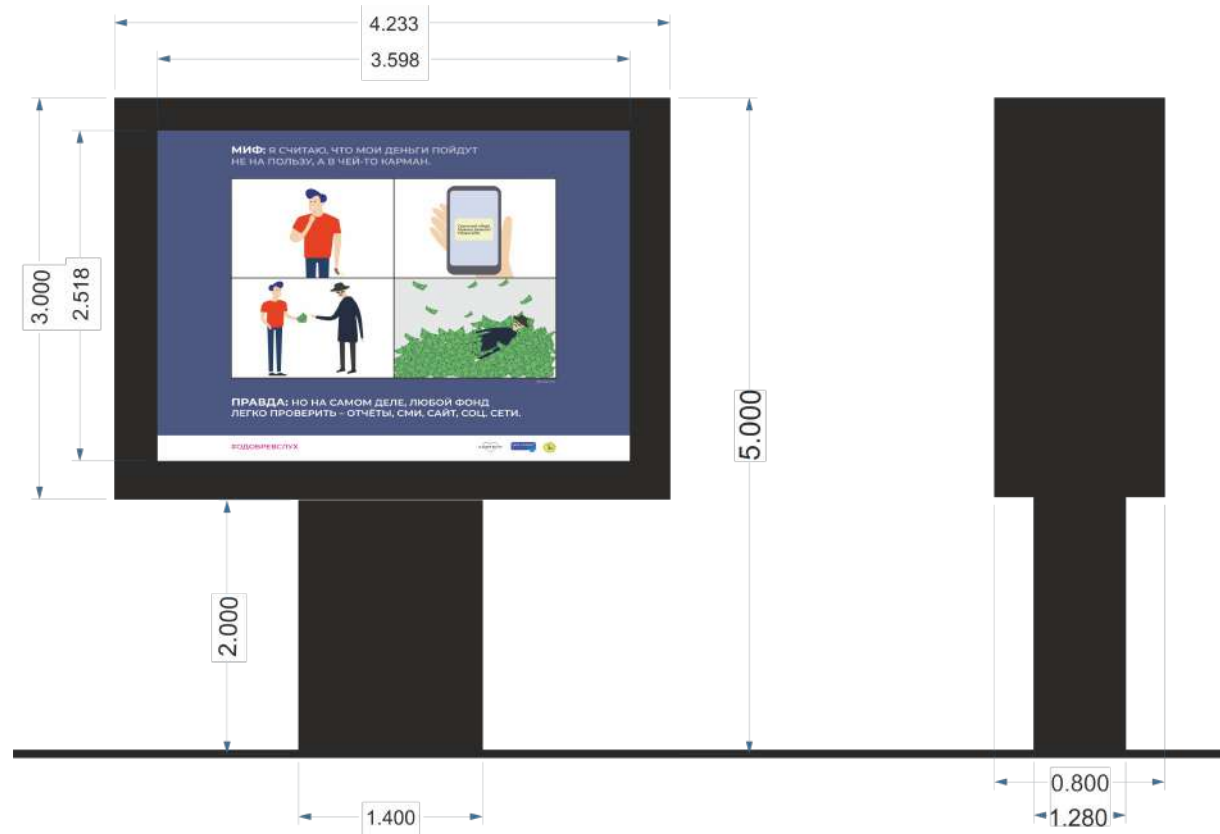 4.233
3.598
МИФ: Я СЧИТАЮ, ЧТО МОИ ДЕНЬГИ ПОЙДУТ
НЕ НА ПОЛЬЗУ, А В ЧЕЙ-ТО КАРМАН.
3.000
2.518
ПРАВДА: НО НА САМОМ ДЕЛЕ, ЛЮБОЙ ФОНД
ЛЕГКО ПРОВЕРИТЬ – ОТЧЁТЫ, СМИ, САЙТ, СОЦ. СЕТИ.
#ОДОБРЕВСЛУХ
5.000
2.000
1.400
0.800
1.280